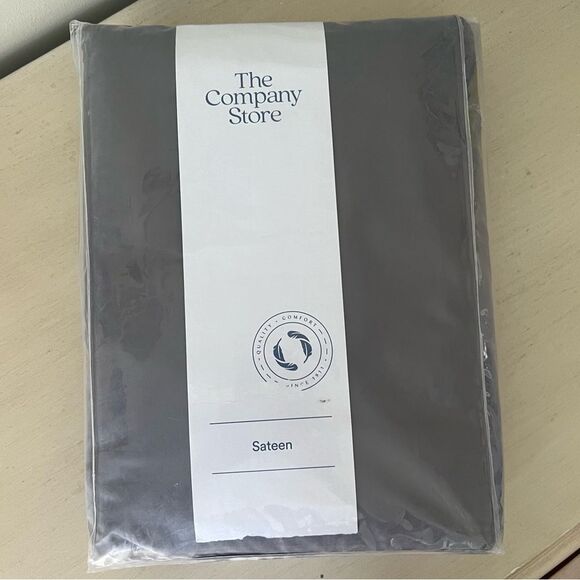 The
Company
Store
QUALITY · COMFORT
SINCE 1911
Sateen